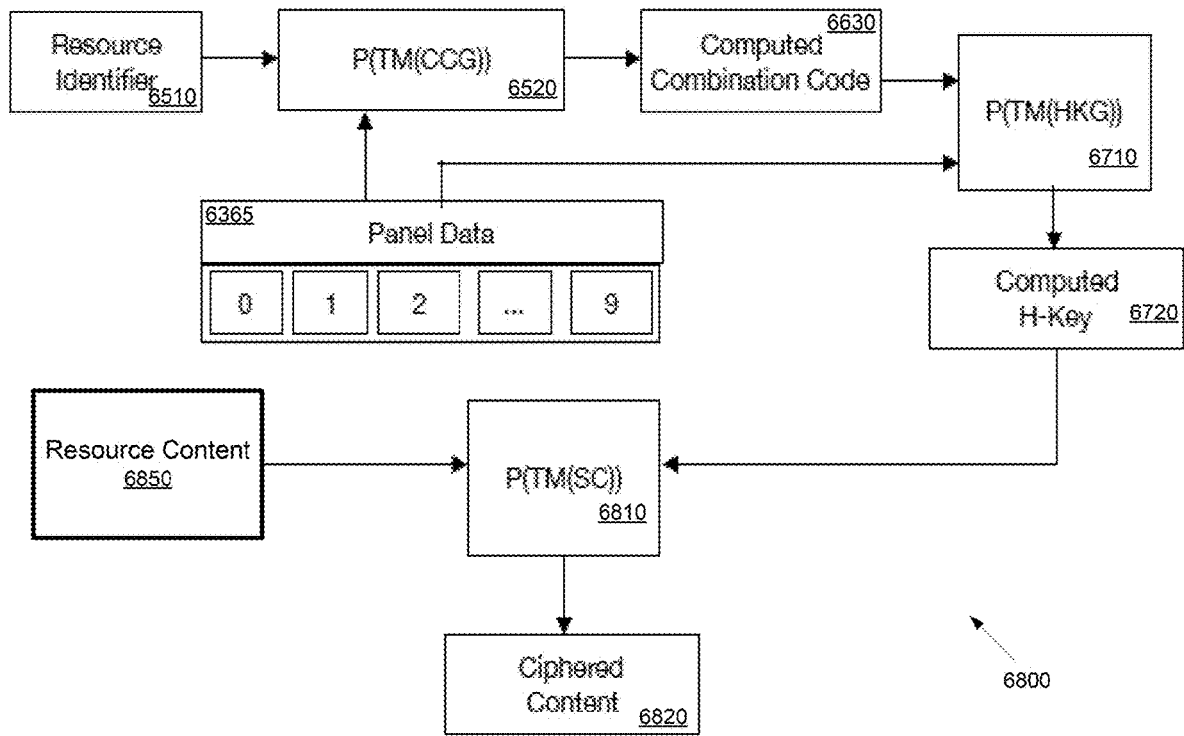 Resource
Identifier
6510
P(TM(CCG))
6520
6630
Computed
Combination Code
P(TM(HKG))
6710
6365
Panel Data
0 1 2 ... 9
Computed
H-Key
6720
Resource Content
6850
P(TM(SC))
6810
Ciphered
Content
6820
6800